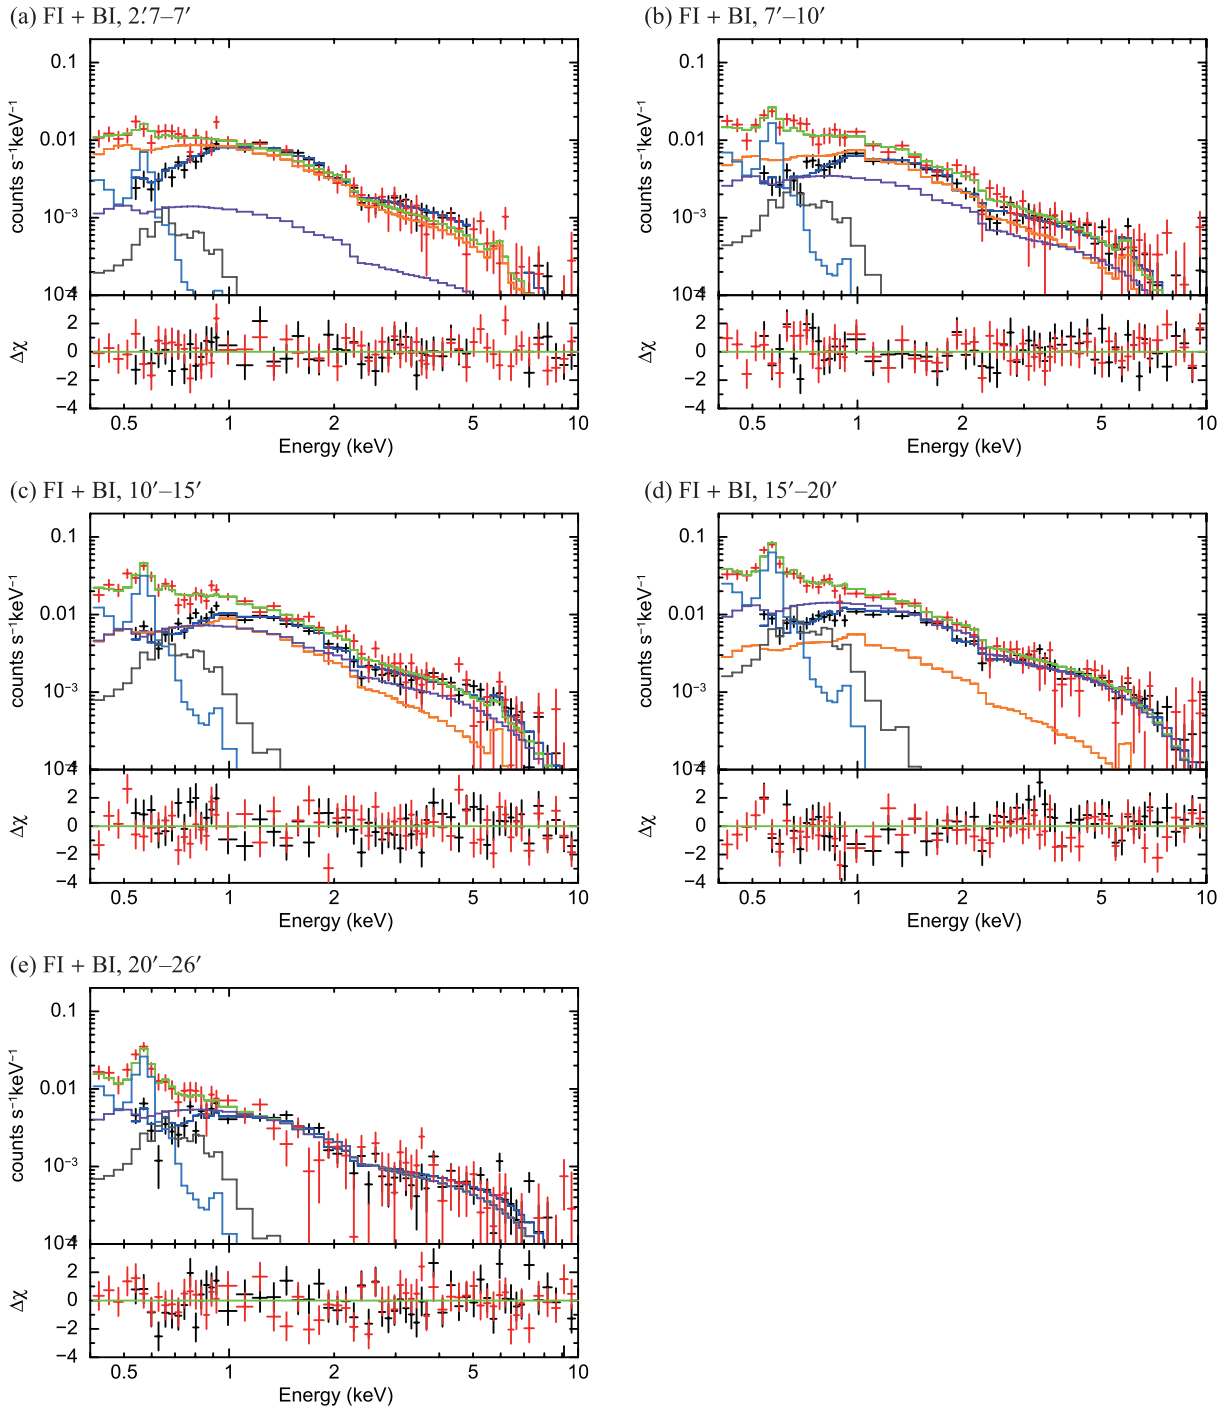 (a) FI + BI, 2.′7–7′
0.1
0.01
10⁻³
10⁻⁴
counts s⁻¹keV⁻¹
2
0
−2
−4
Δχ
0.5 1 2 5 10
Energy (keV)
(b) FI + BI, 7′–10′
0.1
0.01
10⁻³
10⁻⁴
counts s⁻¹keV⁻¹
2
0
−2
−4
Δχ
0.5 1 2 5 10
Energy (keV)
(c) FI + BI, 10′–15′
0.1
0.01
10⁻³
10⁻⁴
counts s⁻¹keV⁻¹
2
0
−2
−4
Δχ
0.5 1 2 5 10
Energy (keV)
(d) FI + BI, 15′–20′
0.1
0.01
10⁻³
10⁻⁴
counts s⁻¹keV⁻¹
2
0
−2
−4
Δχ
0.5 1 2 5 10
Energy (keV)
(e) FI + BI, 20′–26′
0.1
0.01
10⁻³
10⁻⁴
counts s⁻¹keV⁻¹
2
0
−2
−4
Δχ
0.5 1 2 5 10
Energy (keV)